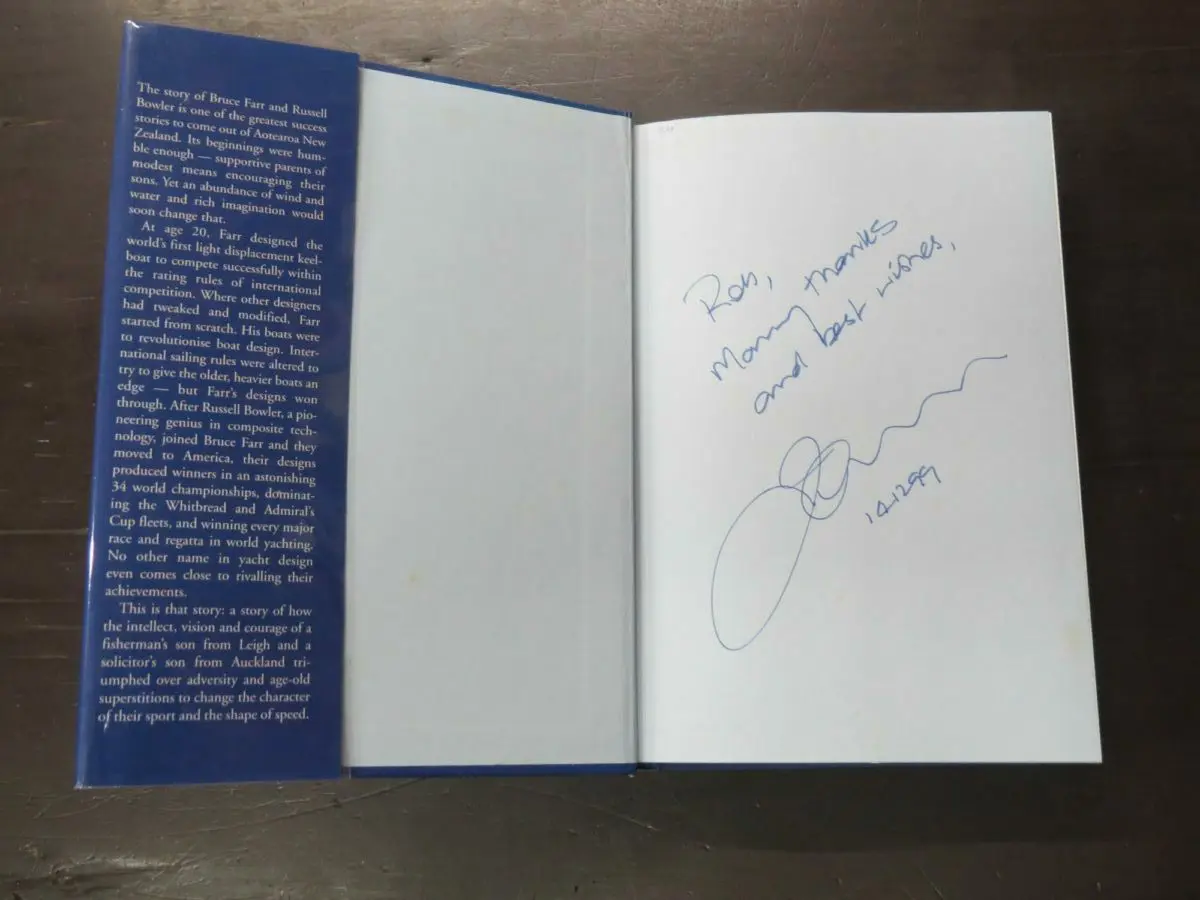 The story of Bruce Farr and Russell
Bowler is one of the greatest success
stories to come out of Aotearoa New
Zealand. Its beginnings were hum-
ble enough — supportive parents of
modest means encouraging their
sons. Yet an abundance of wind and
water and rich imagination would
soon change that.
At age 20, Farr designed the
world's first light displacement keel-
boat to compete successfully within
the rating rules of international
competition. Where other designers
had tweaked and modified, Farr
started from scratch. His boats were
to revolutionise boat design. Inter-
national sailing rules were altered to
try to give the older, heavier boats an
edge — but Farr's designs won
through. After Russell Bowler, a pio-
neering genius in composite tech-
nology, joined Bruce Farr and they
moved to America, their designs
produced winners in an astonishing
34 world championships, dominat-
ing the Whitbread and Admiral's
Cup fleets, and winning every major
race and regatta in world yachting.
No other name in yacht design
even comes close to rivalling their
achievements.
This is that story: a story of how
the intellect, vision and courage of a
fisherman's son from Leigh and a
solicitor's son from Auckland tri-
umphed over adversity and age-old
superstitions to change the character
of their sport and the shape of speed.
Rob,
Many thanks
and best wishes,
141299